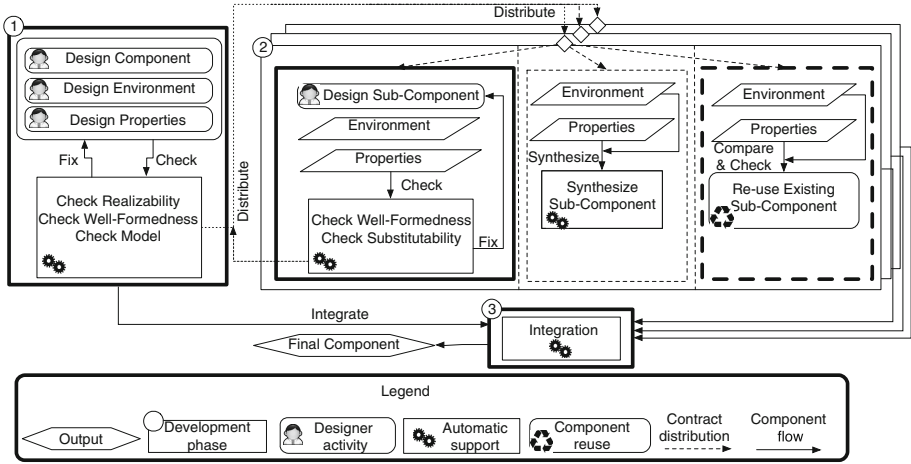 Distribute
1
Design Component
Design Environment
Design Properties
Fix
Check
Check Realizability
Check Well-Formedness
Check Model
Distribute
2
Design Sub-Component
Environment
Properties
Check
Check Well-Formedness
Check Substitutability
Fix
Environment
Properties
Synthesize
Synthesize
Sub-Component
Environment
Properties
Compare
& Check
Re-use Existing
Sub-Component
Integrate
3
Integration
Final Component
Legend
Output
Development
phase
Designer
activity
Automatic
support
Component
reuse
Contract
distribution
Component
flow